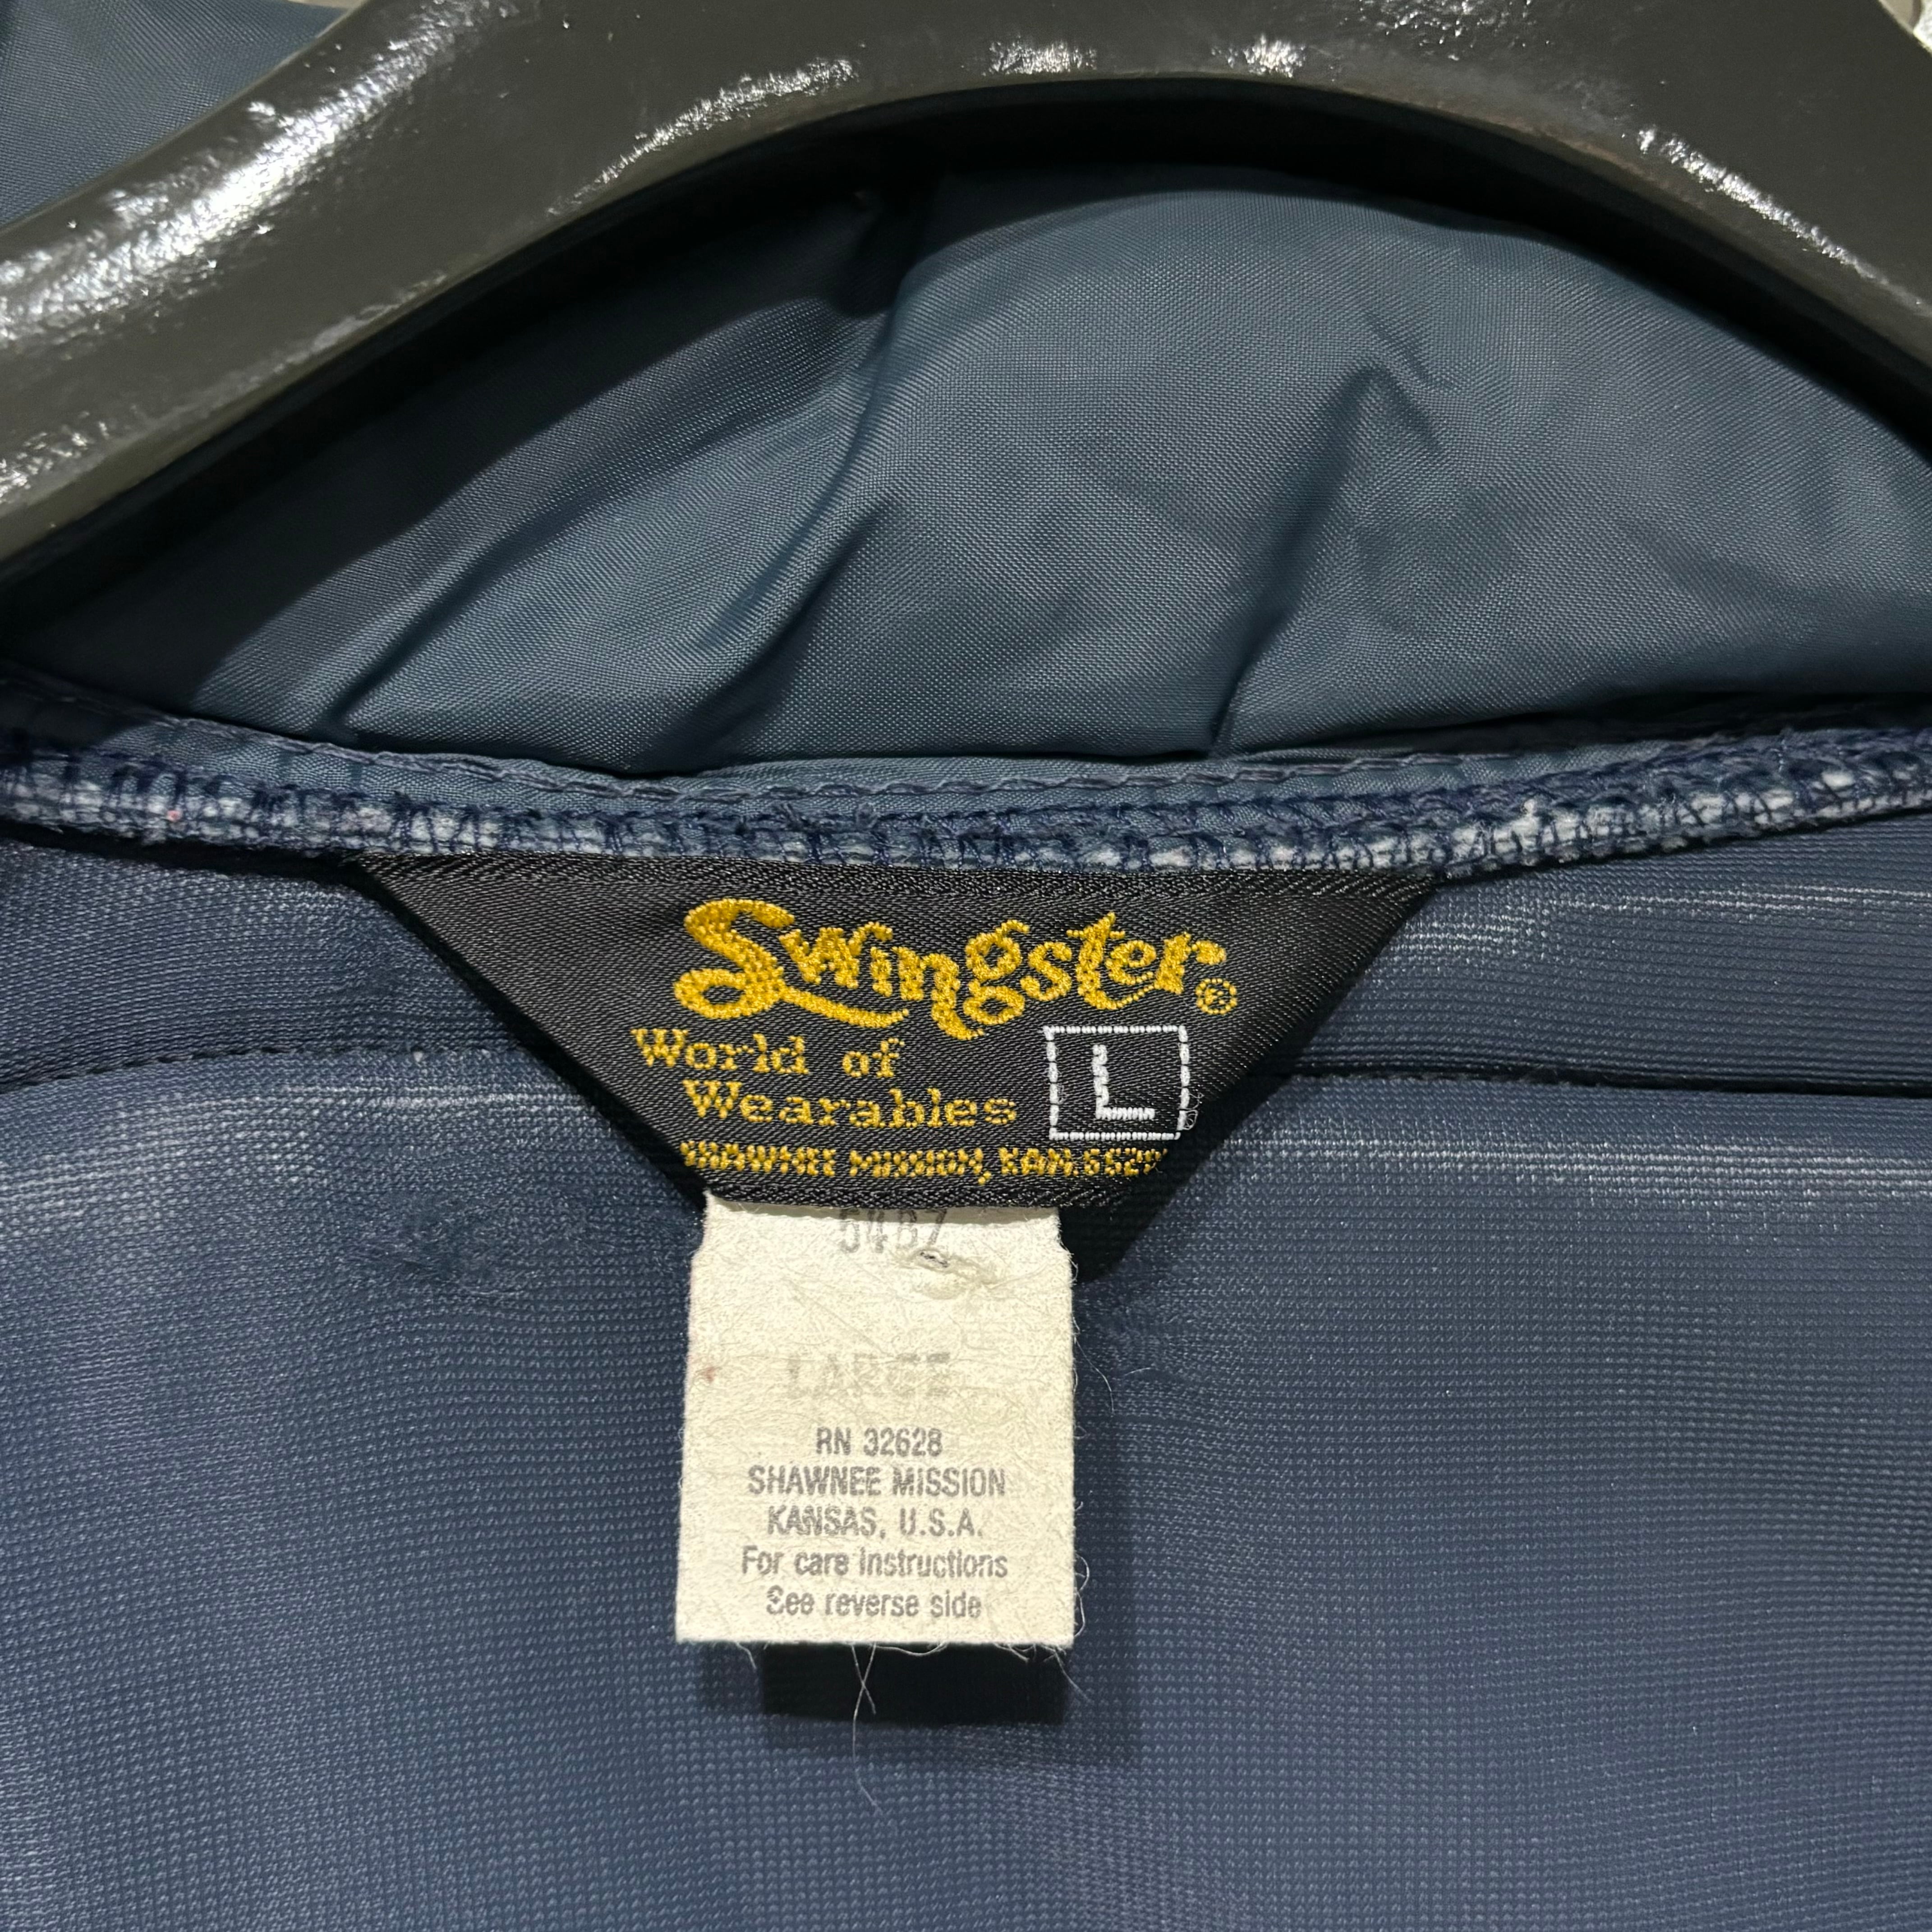 Swingster®
World of
Wearables
L
SHAWNEE MISSION, KAN.
LARGE
RN 32628
SHAWNEE MISSION
KANSAS, U.S.A.
For care instructions
See reverse side